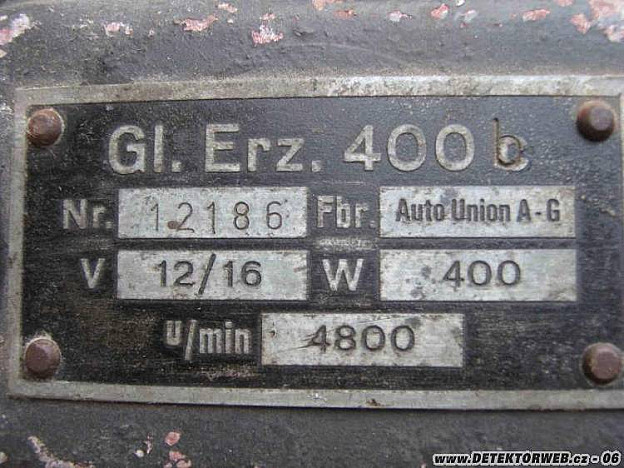 Gl. Erz. 400 b
Nr. 12186 Fbr. Auto Union A-G
V 12/16 W 400
U/min 4800
www.DETEKTORWEB.cz - 06